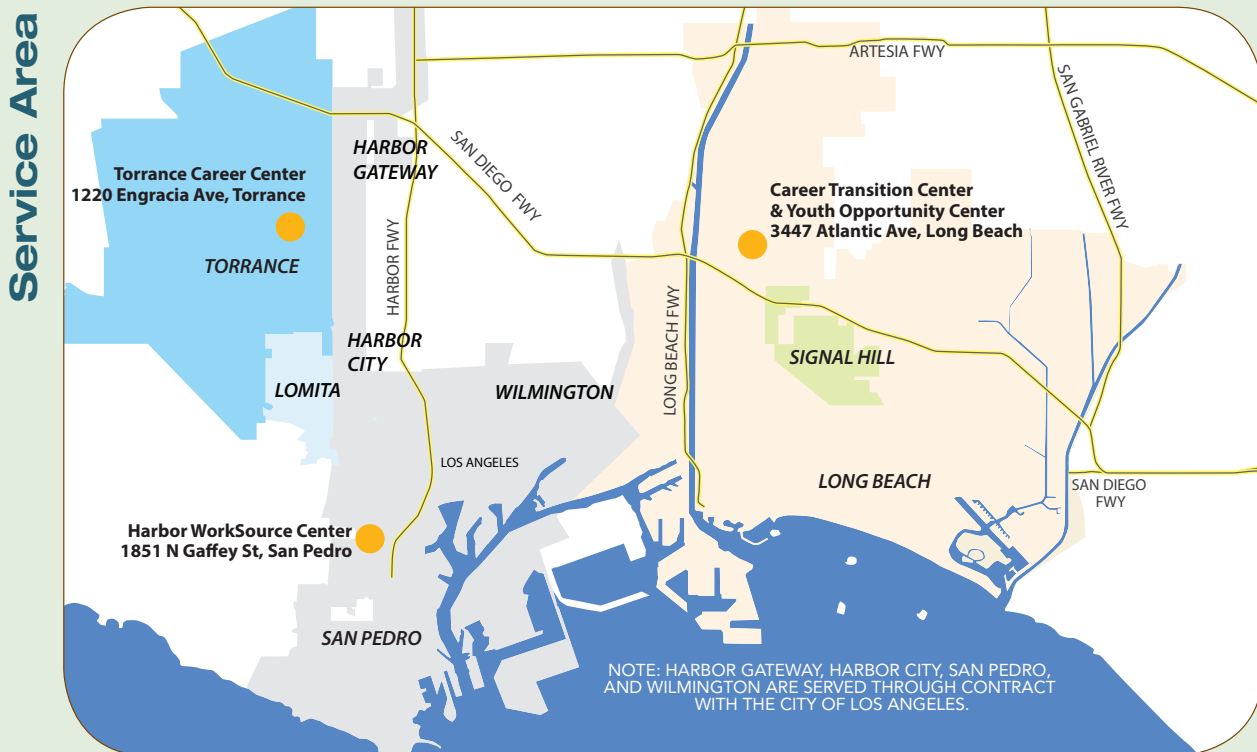 Service Area
ARTESIA FWY
SAN GABRIEL RIVER FWY
HARBOR
GATEWAY
SAN DIEGO FWY
Torrance Career Center
1220 Engracia Ave, Torrance
Career Transition Center
& Youth Opportunity Center
3447 Atlantic Ave, Long Beach
TORRANCE
HARBOR FWY
LONG BEACH FWY
HARBOR
CITY
SIGNAL HILL
LOMITA
WILMINGTON
LOS ANGELES
LONG BEACH
SAN DIEGO
FWY
Harbor WorkSource Center
1851 N Gaffey St, San Pedro
SAN PEDRO
NOTE: HARBOR GATEWAY, HARBOR CITY, SAN PEDRO,
AND WILMINGTON ARE SERVED THROUGH CONTRACT
WITH THE CITY OF LOS ANGELES.